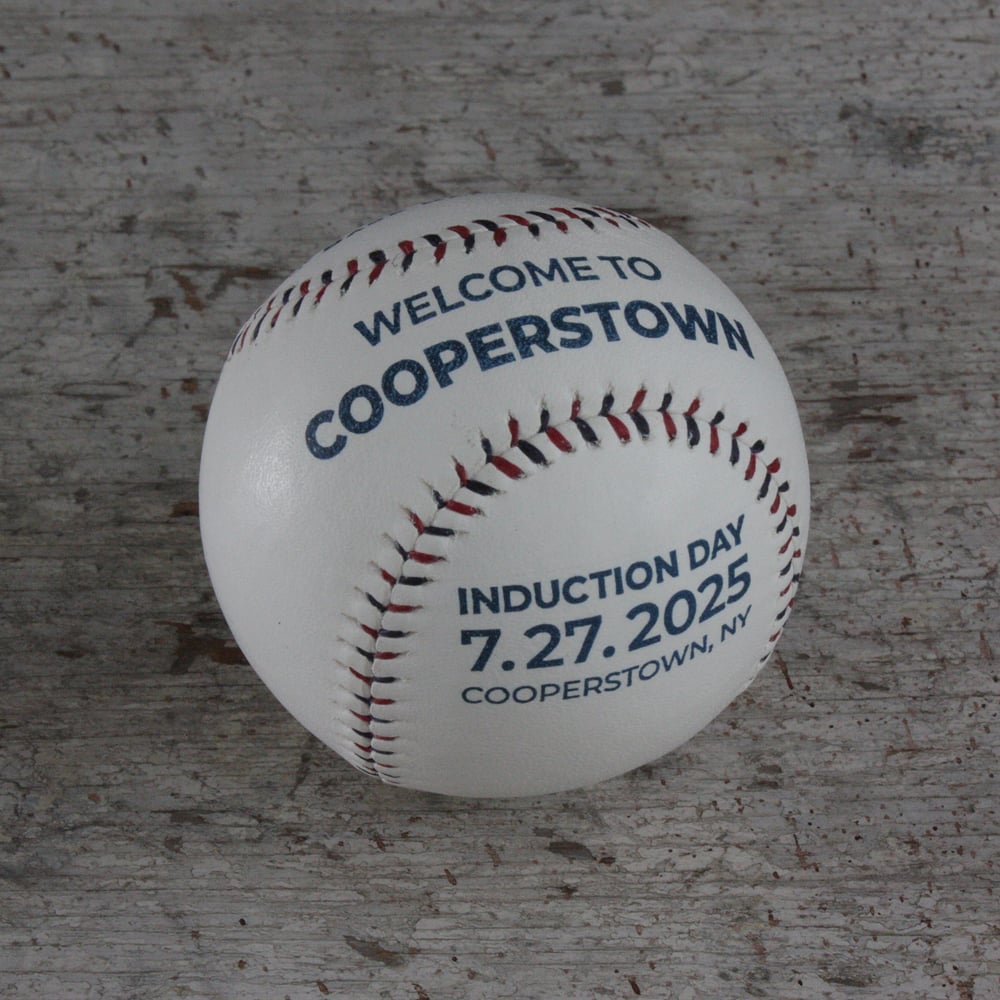 WELCOME TO
COOPERSTOWN
INDUCTION DAY
7.27.2025
COOPERSTOWN, NY